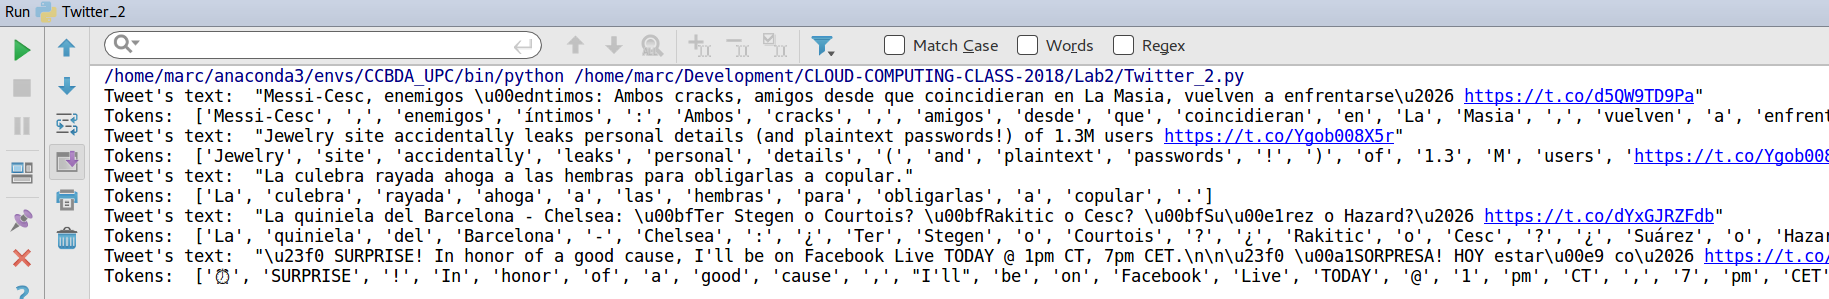 Run Twitter_2
Match Case Words Regex
/home/marc/anaconda3/envs/CCBDA_UPC/bin/python /home/marc/Development/CLOUD-COMPUTING-CLASS-2018/Lab2/Twitter_2.py
Tweet's text:  "Messi-Cesc, enemigos \u00edntimos: Ambos cracks, amigos desde que coincidieran en La Masia, vuelven a enfrentarse\u2026 https://t.co/d5QW9TD9Pa"
Tokens:  ['Messi-Cesc', ',', 'enemigos', 'íntimos', ':', 'Ambos', 'cracks', ',', 'amigos', 'desde', 'que', 'coincidieran', 'en', 'La', 'Masia', ',', 'vuelven', 'a', 'enfrent
Tweet's text:  "Jewelry site accidentally leaks personal details (and plaintext passwords!) of 1.3M users https://t.co/Ygob008X5r"
Tokens:  ['Jewelry', 'site', 'accidentally', 'leaks', 'personal', 'details', '(', 'and', 'plaintext', 'passwords', '!', ')', 'of', '1.3', 'M', 'users', 'https://t.co/Ygob008
Tweet's text:  "La culebra rayada ahoga a las hembras para obligarlas a copular."
Tokens:  ['La', 'culebra', 'rayada', 'ahoga', 'a', 'las', 'hembras', 'para', 'obligarlas', 'a', 'copular', '.']
Tweet's text:  "La quiniela del Barcelona - Chelsea: \u00bfTer Stegen o Courtois? \u00bfRakitic o Cesc? \u00bfSu\u00e1rez o Hazard?\u2026 https://t.co/dYxGJRZFdb"
Tokens:  ['La', 'quiniela', 'del', 'Barcelona', '-', 'Chelsea', ':', '¿', 'Ter', 'Stegen', 'o', 'Courtois', '?', '¿', 'Rakitic', 'o', 'Cesc', '?', '¿', 'Suárez', 'o', 'Hazar
Tweet's text:  "\u23f0 SURPRISE! In honor of a good cause, I'll be on Facebook Live TODAY @ 1pm CT, 7pm CET.\n\n\u23f0 \u00a1SORPRESA! HOY estar\u00e9 co\u2026 https://t.co/
Tokens:  ['⏰', 'SURPRISE', '!', 'In', 'honor', 'of', 'a', 'good', 'cause', ',', "I'll", 'be', 'on', 'Facebook', 'Live', 'TODAY', '@', '1', 'pm', 'CT', ',', '7', 'pm', 'CET'